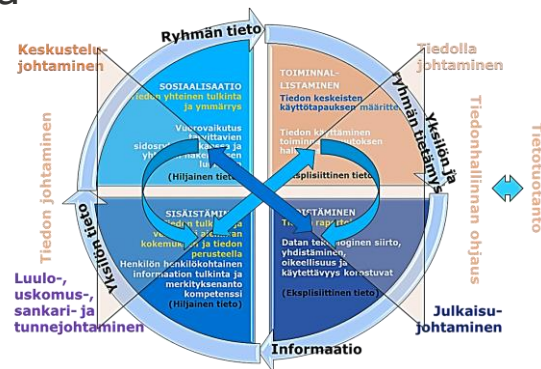 Ryhmän tieto
Keskustelu-
johtaminen
Tiedolla
johtaminen
SOSIAALISAATIO
Tiedon yhteinen tulkinta
ja ymmärrys
Vuorovaikutus
(Hiljainen tieto)
TOIMINNAL-
LISTAMINEN
Tiedon keskeisten
käyttötapauksen määritte
Tiedon käyttäminen
(Eksplisiittinen tieto)
Yksilön ja
ryhmän tietämys
Tiedon johtaminen
Tiedonhallinnan ohjaus
Tietotuotanto
SISÄISTÄMINEN
kokemuksen ja tiedon
perusteella
Henkilön henkilökohtainen
informaation tulkinta ja
merkityksenanto
kompetenssi
(Hiljainen tieto)
Datan teknologinen siirto,
yhdistäminen,
oikeellisuus ja
käytettävyys korostuvat
(Eksplisiittinen tieto)
Yksilön tieto
Luulo-,
uskomus-,
sankari- ja
tunnejohtaminen
Julkaisu-
johtaminen
Informaatio